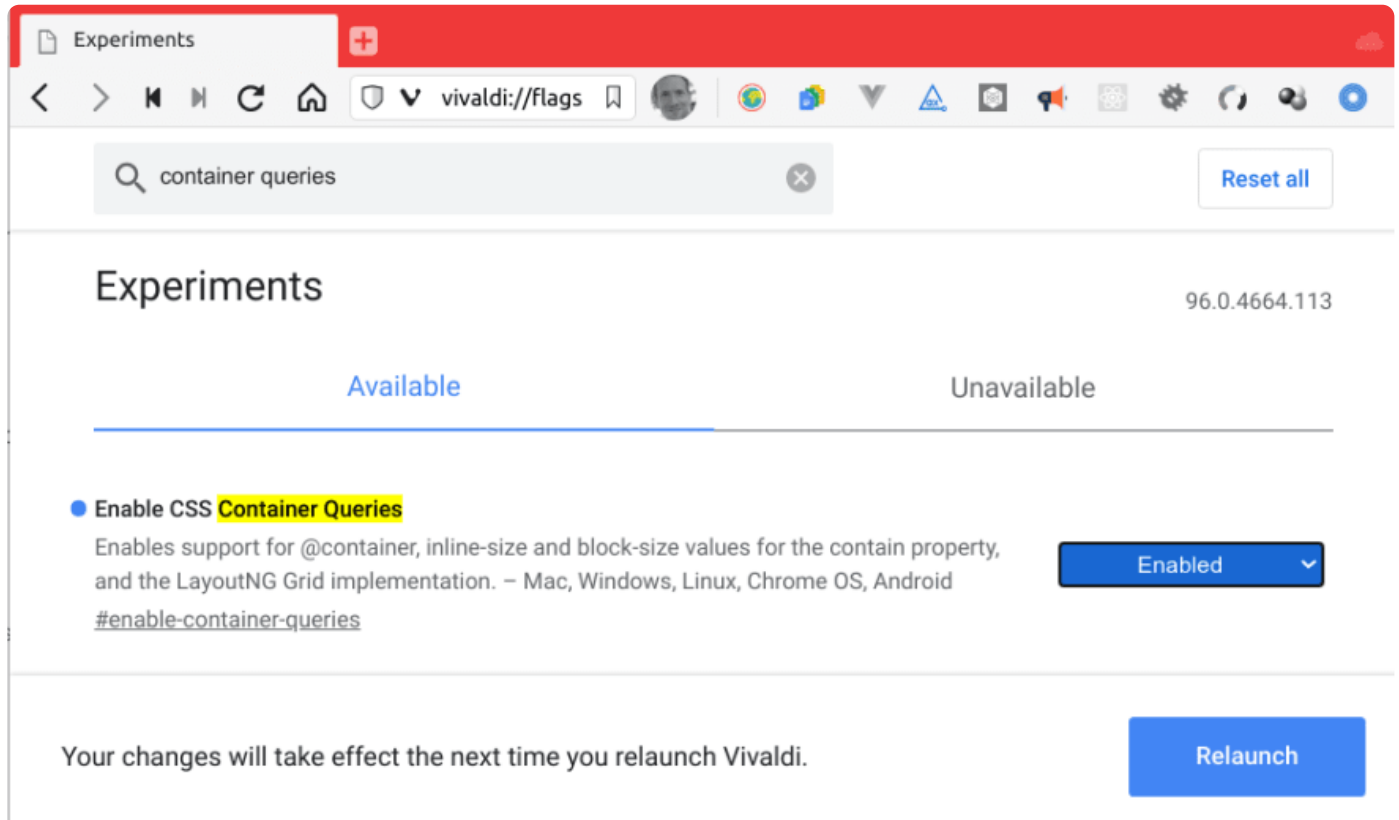 Experiments
vivaldi://flags
container queries
Reset all
Experiments
96.0.4664.113
Available
Unavailable
Enable CSS Container Queries
Enables support for @container, inline-size and block-size values for the contain property,
and the LayoutNG Grid implementation. – Mac, Windows, Linux, Chrome OS, Android
#enable-container-queries
Enabled
Your changes will take effect the next time you relaunch Vivaldi.
Relaunch